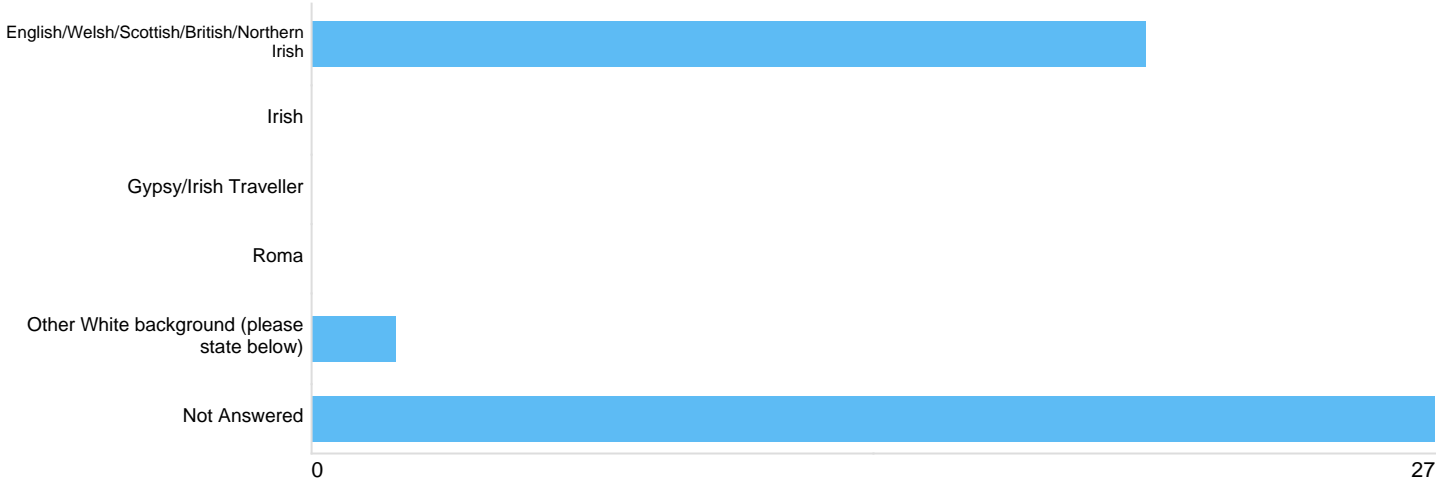 English/Welsh/Scottish/British/Northern
Irish
Irish
Gypsy/Irish Traveller
Roma
Other White background (please
state below)
Not Answered
0
27